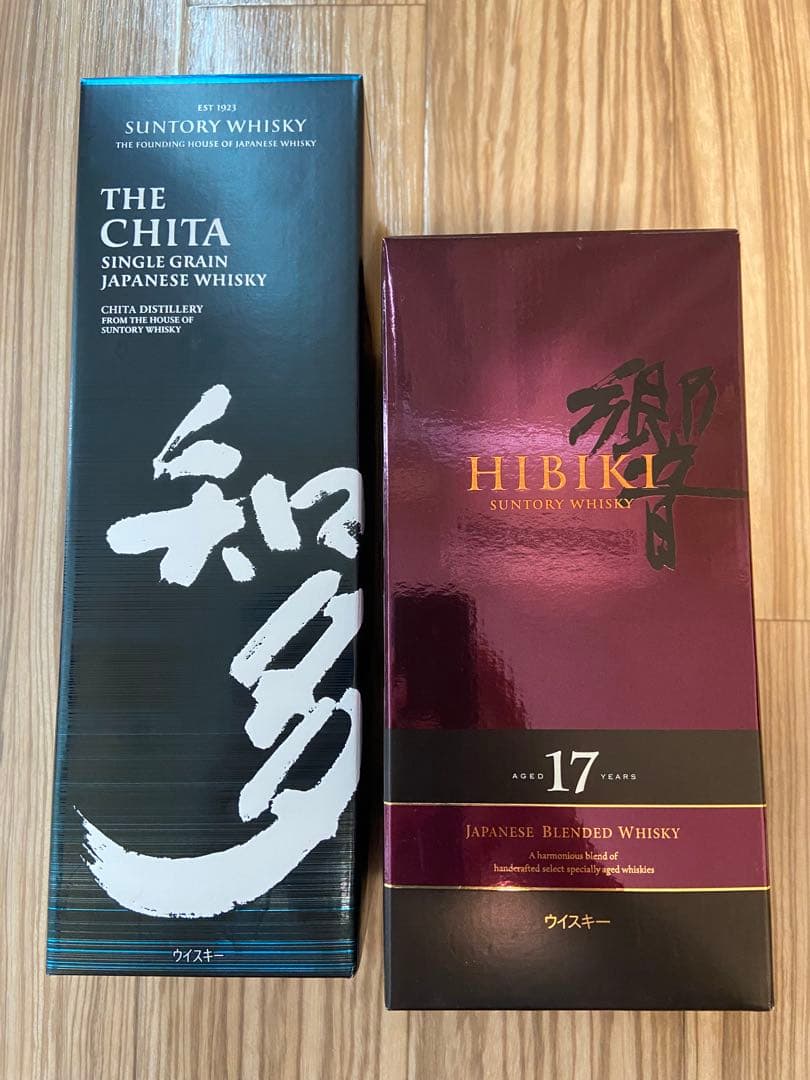 EST 1923
SUNTORY WHISKY
THE FOUNDING HOUSE OF JAPANESE WHISKY
THE
CHITA
SINGLE GRAIN
JAPANESE WHISKY
CHITA DISTILLERY
FROM THE HOUSE OF
SUNTORY WHISKY
知多
ウイスキー
響
HIBIKI
SUNTORY WHISKY
AGED 17 YEARS
JAPANESE BLENDED WHISKY
A harmonious blend of
handcrafted select specially aged whiskies
ウイスキー